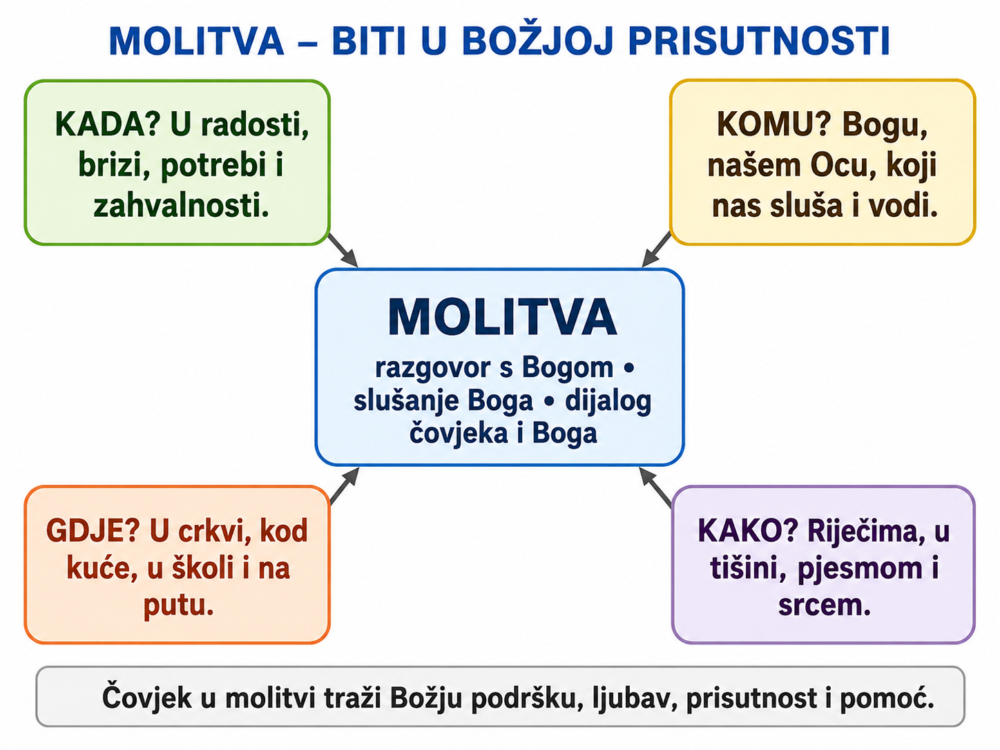 MOLITVA – BITI U BOŽJOJ PRISUTNOSTI
KADA? U radosti,
brizi, potrebi i
zahvalnosti.
KOMU? Bogu,
našem Ocu, koji
nas sluša i vodi.
MOLITVA
razgovor s Bogom •
slušanje Boga • dijalog
čovjeka i Boga
GDJE? U crkvi, kod
kuće, u školi i na
putu.
KAKO? Riječima, u
tišini, pjesmom i
srcem.
Čovjek u molitvi traži Božju podršku, ljubav, prisutnost i pomoć.